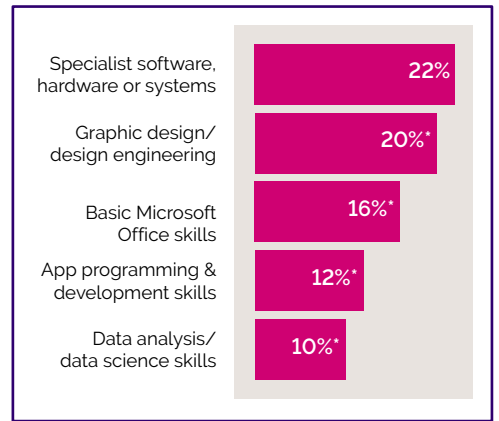 Specialist software,
hardware or systems
22%
Graphic design/
design engineering
20%*
Basic Microsoft
Office skills
16%*
App programming &
development skills
12%*
Data analysis/
data science skills
10%*